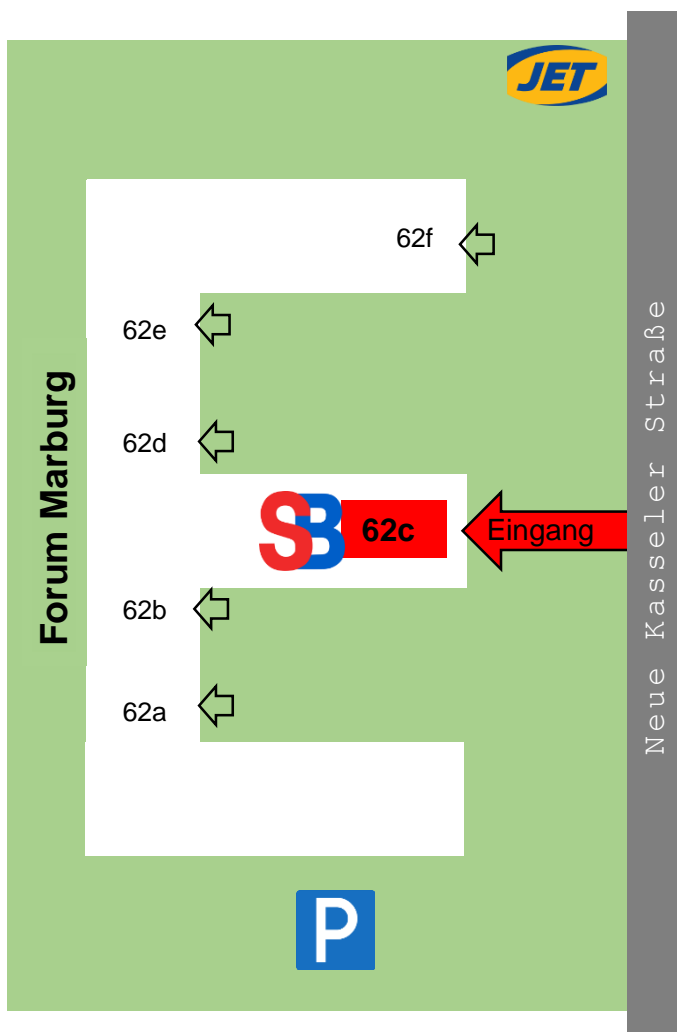 JET
62f
62e
62d
Forum Marburg
SB
62c
Eingang
Neue Kasseler Straße
62b
62a
P